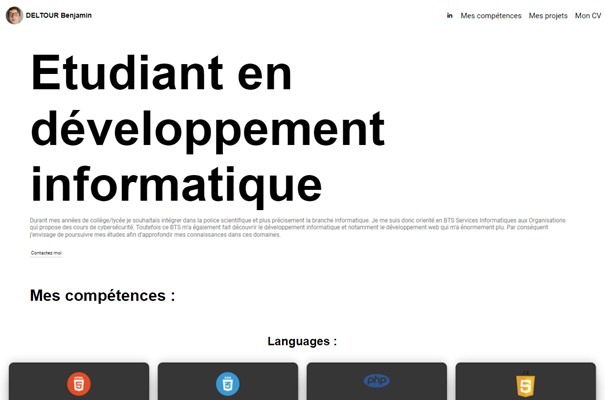 DELTOUR Benjamin
in Mes compétences Mes projets Mon CV
Etudiant en
développement
informatique
Durant mes années de collège/lycée je souhaitais intégrer dans la police scientifique et plus précisement la branche informatique. Je me suis donc orienté en BTS Services Informatiques aux Organisations
qui propose des cours de cybersécurité. Toutefois ce BTS m'a également fait découvrir le développement informatique et notamment le développement web qui m'a énormement plu. Par conséquent
j'envisage de poursuivre mes études afin d'approfondir mes connaissances dans ces domaines.
Contactez moi
Mes compétences :
Languages :
php